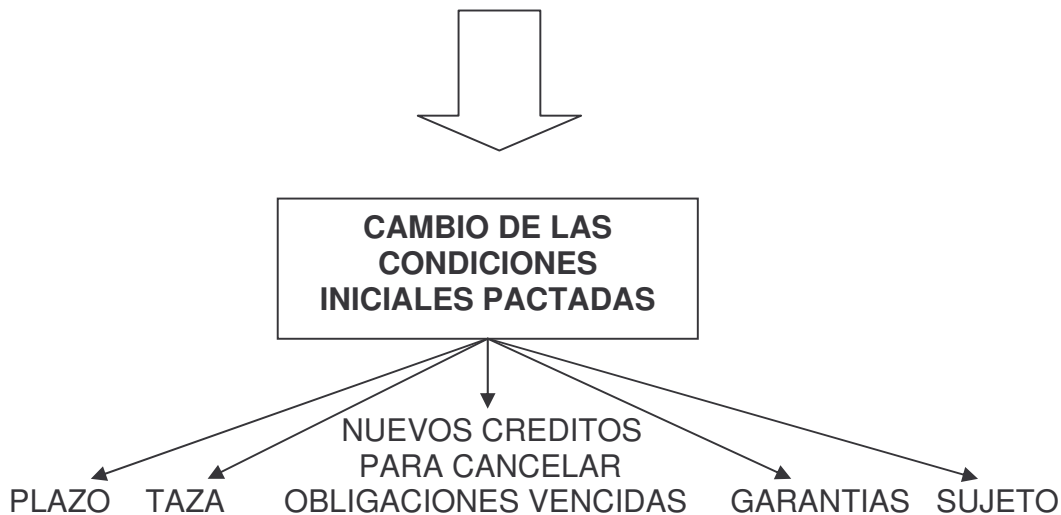 CAMBIO DE LAS
CONDICIONES
INICIALES PACTADAS
NUEVOS CREDITOS
PARA CANCELAR
PLAZO TAZA OBLIGACIONES VENCIDAS GARANTIAS SUJETO